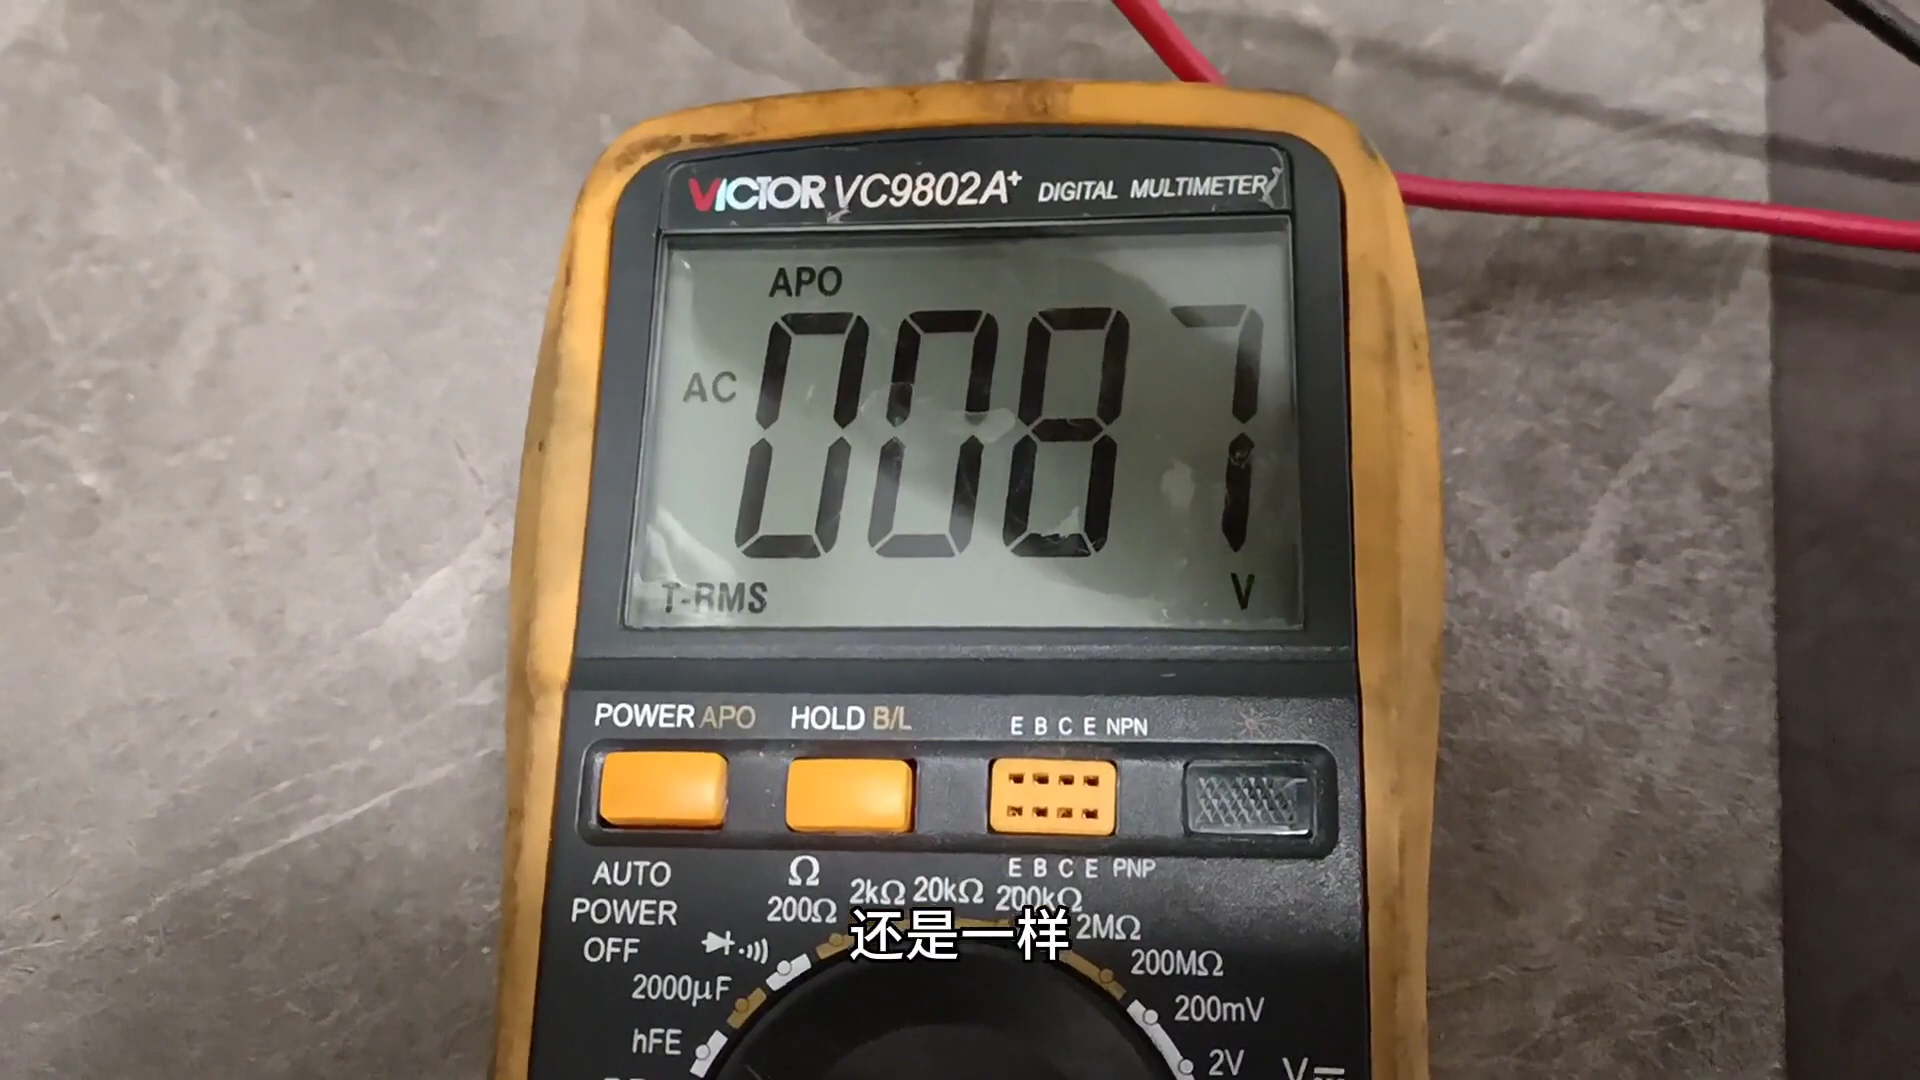 VICTOR VC9802A+ DIGITAL MULTIMETER
APO
AC
0087
T-RMS
V
POWER APO
HOLD B/L
E B C E NPN
E B C E PNP
AUTO
POWER
OFF
Ω
200Ω
2kΩ
20kΩ
200kΩ
2MΩ
200MΩ
200mV
2V
V
2000µF
hFE
还是一样